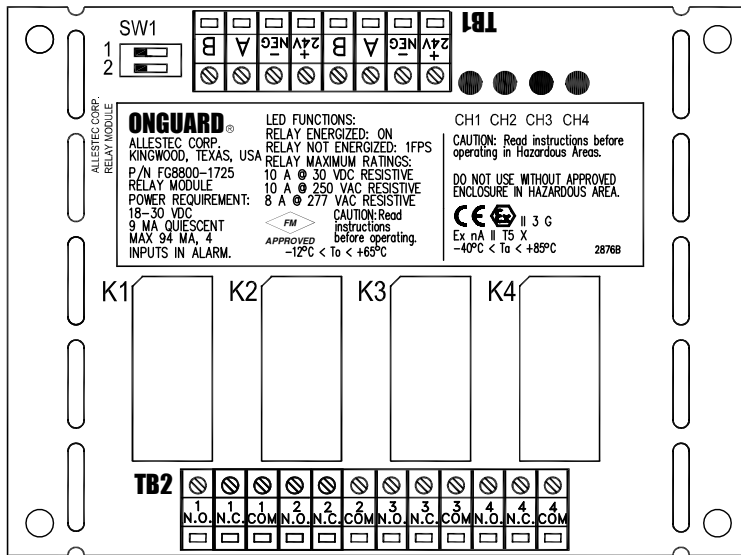 SW1
1
2
B A NEG - 24V + B A NEG - 24V +
TB1
ALLESTEC CORP.
RELAY MODULE
ONGUARD®
ALLESTEC CORP.
KINGWOOD, TEXAS, USA
P/N FG8800-1725
RELAY MODULE
POWER REQUIREMENT:
18-30 VDC
9 MA QUIESCENT
MAX 94 MA, 4
INPUTS IN ALARM.
LED FUNCTIONS:
RELAY ENERGIZED: ON
RELAY NOT ENERGIZED: 1FPS
RELAY MAXIMUM RATINGS:
10 A @ 30 VDC RESISTIVE
10 A @ 250 VAC RESISTIVE
8 A @ 277 VAC RESISTIVE
FM
APPROVED
CAUTION: Read
instructions
before operating.
-12°C < Ta < +65°C
CH1 CH2 CH3 CH4
CAUTION: Read instructions before
operating in Hazardous Areas.
DO NOT USE WITHOUT APPROVED
ENCLOSURE IN HAZARDOUS AREA.
CE Ex II 3 G
Ex nA II T5 X
-40°C < Ta < +85°C
2876B
K1 K2 K3 K4
TB2
1 1 1 2 2 2 3 3 3 4 4 4
N.O. N.C. COM N.O. N.C. COM N.O. N.C. COM N.O. N.C. COM